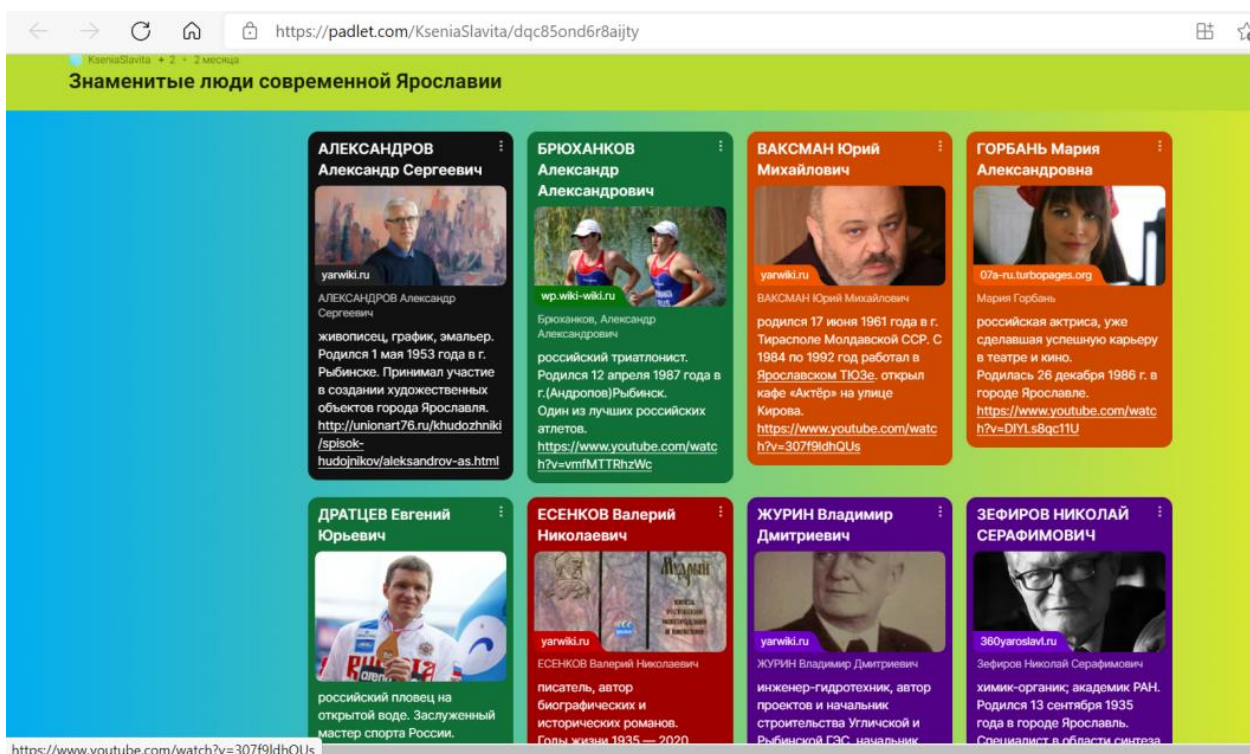 https://padlet.com/KseniaSlavita/dqc85ond6r8aijty
KseniaSlavita + 2 • 2 месяца
Знаменитые люди современной Ярославии
АЛЕКСАНДРОВ
Александр Сергеевич
yarwiki.ru
АЛЕКСАНДРОВ Александр
Сергеевич
живописец, график, эмальер.
Родился 1 мая 1953 года в г.
Рыбинске. Принимал участие
в создании художественных
объектов города Ярославля.
http://unionart76.ru/khudozhniki
/spisok-
hudojnikov/aleksandrov-as.html
БРЮХАНКОВ
Александр
Александрович
wp.wiki-wiki.ru
Брюханков, Александр
Александрович
российский триатлонист.
Родился 12 апреля 1987 года в
г.(Андропов)Рыбинск.
Один из лучших российских
атлетов.
https://www.youtube.com/watc
h?v=vmfMTTRhzWc
ВАКСМАН Юрий
Михайлович
yarwiki.ru
ВАКСМАН Юрий Михайлович
родился 17 июня 1961 года в г.
Тирасполе Молдавской ССР. С
1984 по 1992 год работал в
Ярославском ТЮЗе. открыл
кафе «Актёр» на улице
Кирова.
https://www.youtube.com/watc
h?v=307f9ldhQUs
ГОРБАНЬ Мария
Александровна
07a-ru.turbopages.org
Мария Горбань
российская актриса, уже
сделавшая успешную карьеру
в театре и кино.
Родилась 26 декабря 1986 г. в
городе Ярославле.
https://www.youtube.com/watc
h?v=DIYLs8qc11U
ДРАТЦЕВ Евгений
Юрьевич
российский пловец на
открытой воде. Заслуженный
мастер спорта России.
ЕСЕНКОВ Валерий
Николаевич
Мудрый
yarwiki.ru
ЕСЕНКОВ Валерий Николаевич
писатель, автор
биографических и
исторических романов.
Годы жизни 1935 — 2020
ЖУРИН Владимир
Дмитриевич
yarwiki.ru
ЖУРИН Владимир Дмитриевич
инженер-гидротехник, автор
проектов и начальник
строительства Угличской и
Рыбинской ГЭС, начальник
ЗЕФИРОВ НИКОЛАЙ
СЕРАФИМОВИЧ
360yaroslavl.ru
Зефиров Николай Серафимович
химик-органик; академик РАН.
Родился 13 сентября 1935
года в городе Ярославль.
Специалист в области синтеза
https://www.youtube.com/watch?v=307f9ldhQUs